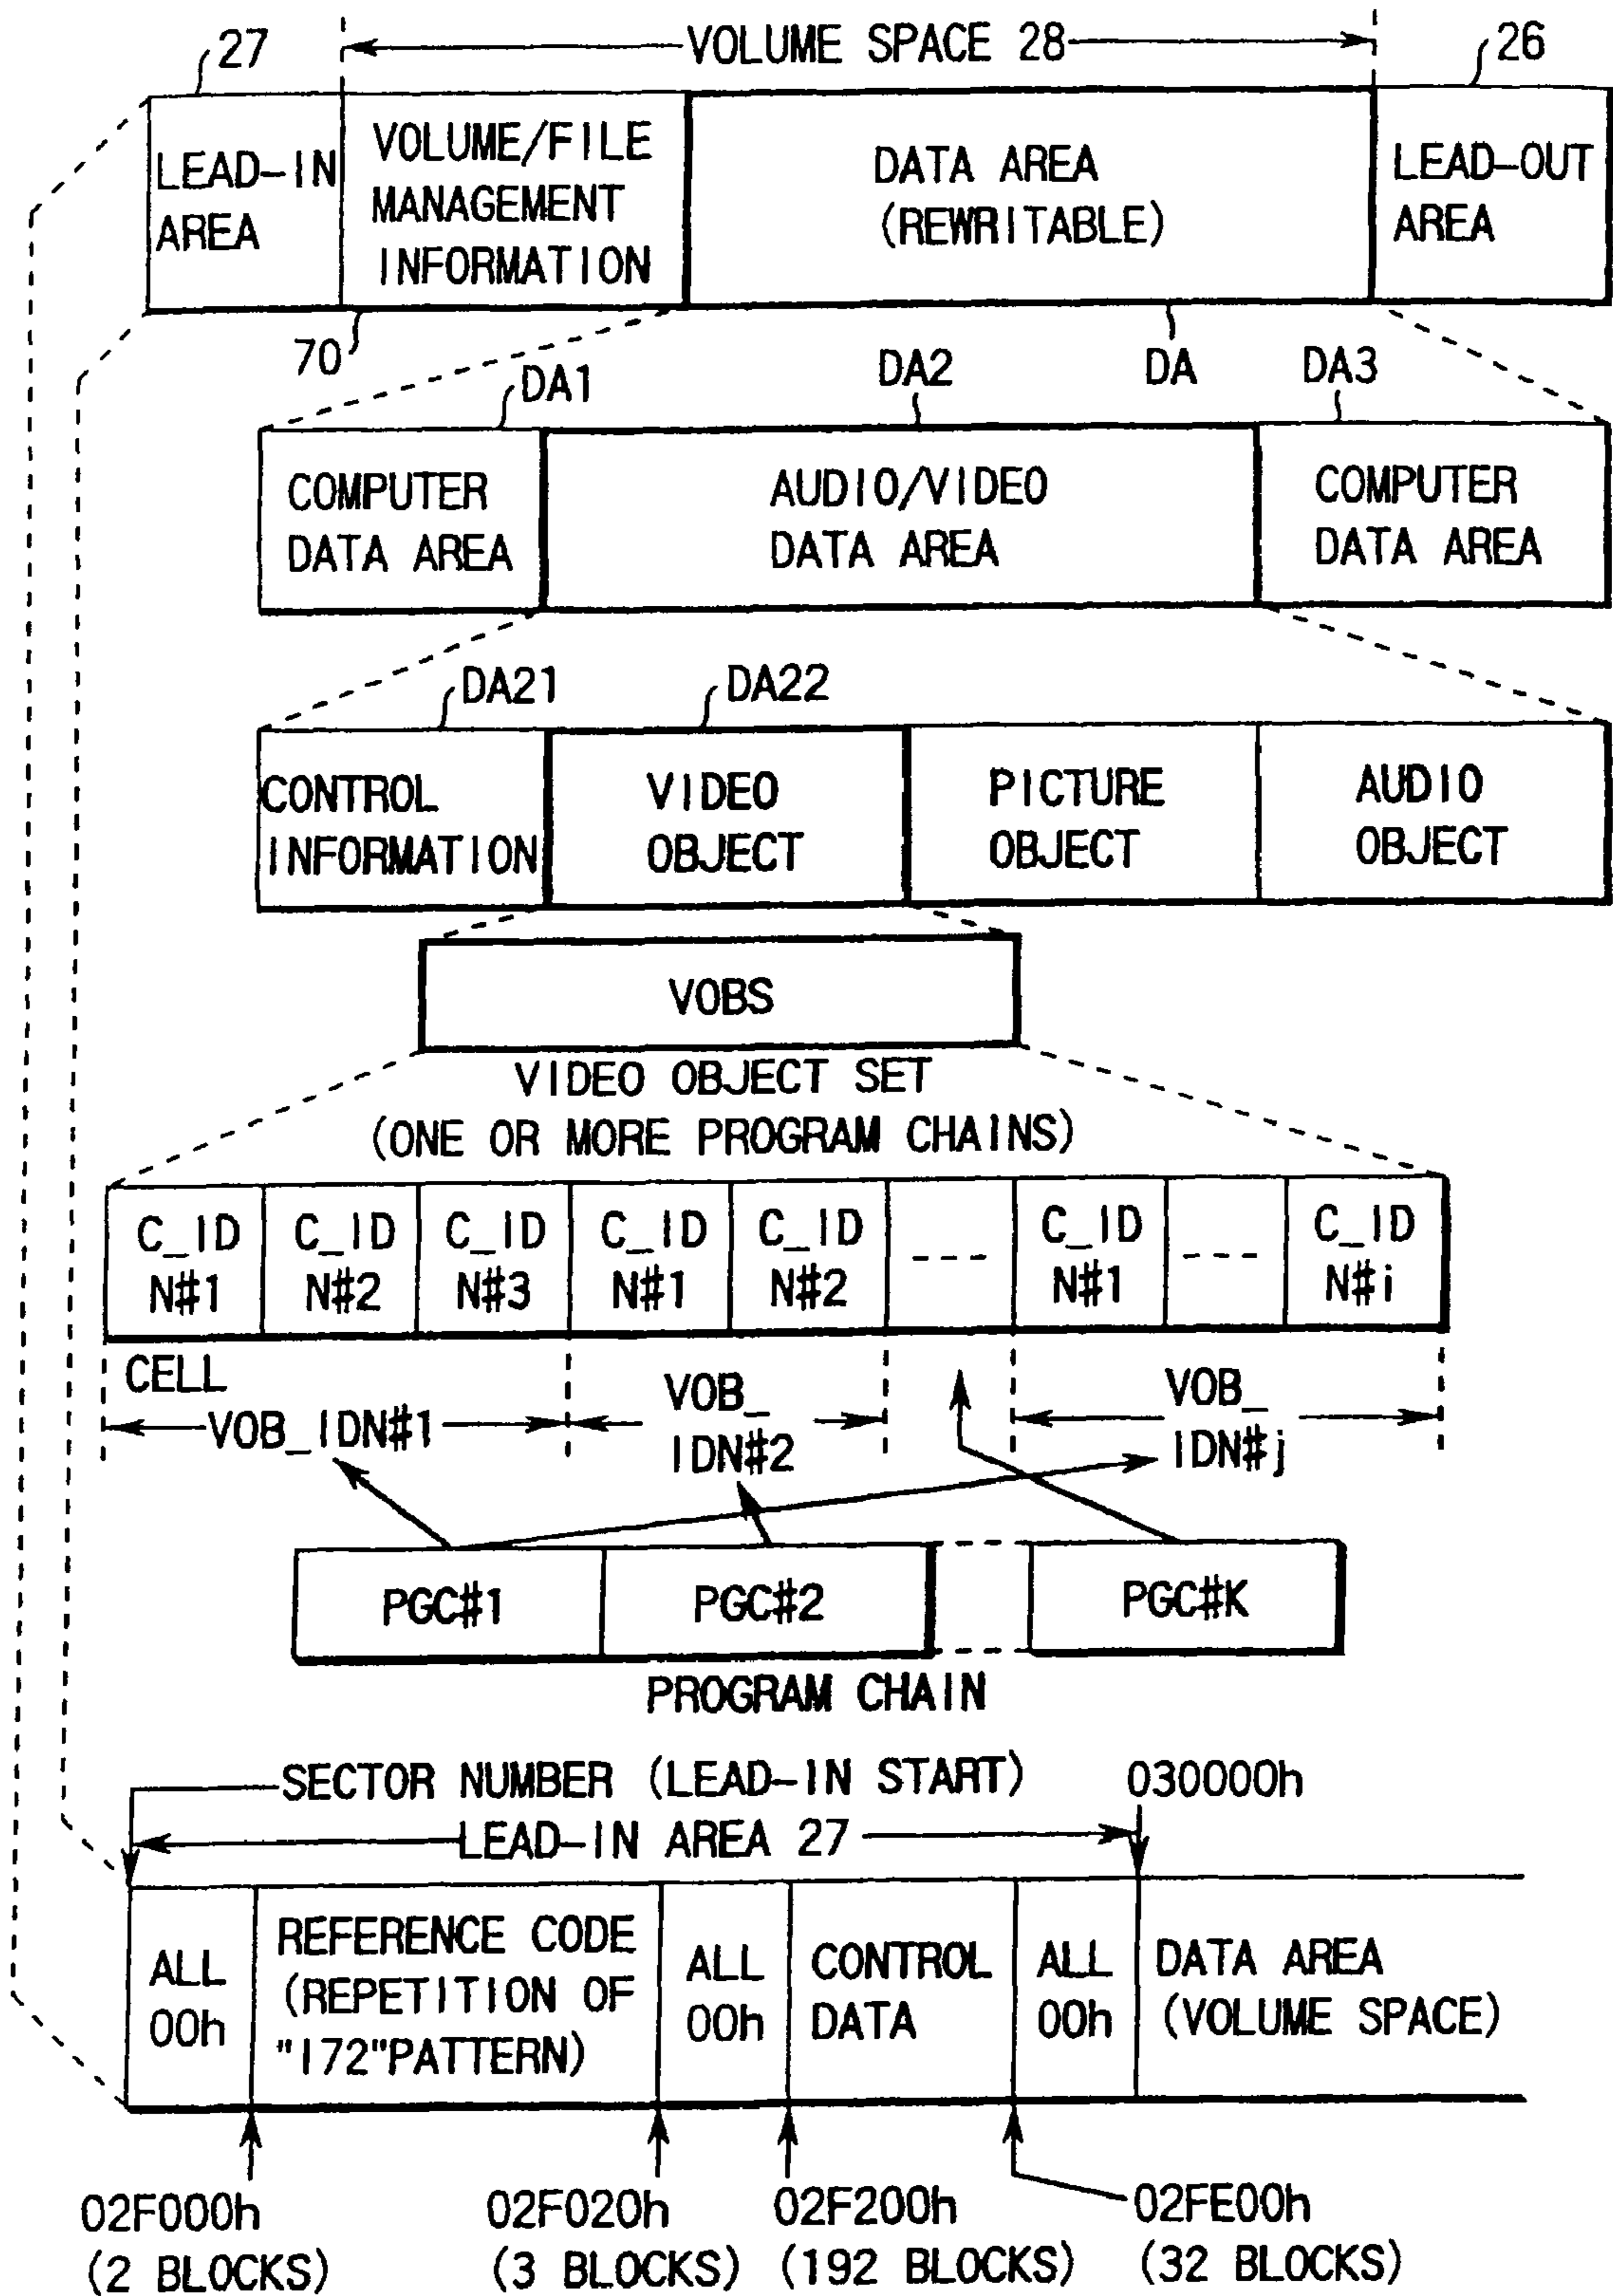 27
VOLUME SPACE 28
26
LEAD-IN
AREA
VOLUME/FILE
MANAGEMENT
INFORMATION
DATA AREA
(REWRITABLE)
LEAD-OUT
AREA
70
DA1
DA2
DA
DA3
COMPUTER
DATA AREA
AUDIO/VIDEO
DATA AREA
COMPUTER
DATA AREA
DA21
DA22
CONTROL
INFORMATION
VIDEO
OBJECT
PICTURE
OBJECT
AUDIO
OBJECT
VOBS
VIDEO OBJECT SET
(ONE OR MORE PROGRAM CHAINS)
C_ID
N#1
C_ID
N#2
C_ID
N#3
C_ID
N#1
C_ID
N#2
----
C_ID
N#1
----
C_ID
N#i
CELL
VOB_IDN#1
VOB_
IDN#2
VOB_
IDN#j
PGC#1
PGC#2
PGC#K
PROGRAM CHAIN
SECTOR NUMBER (LEAD-IN START)
030000h
LEAD-IN AREA 27
ALL
00h
REFERENCE CODE
(REPETITION OF
"172"PATTERN)
ALL
00h
CONTROL
DATA
ALL
00h
DATA AREA
(VOLUME SPACE)
02F000h
(2 BLOCKS)
02F020h
(3 BLOCKS)
02F200h
(192 BLOCKS)
02FE00h
(32 BLOCKS)